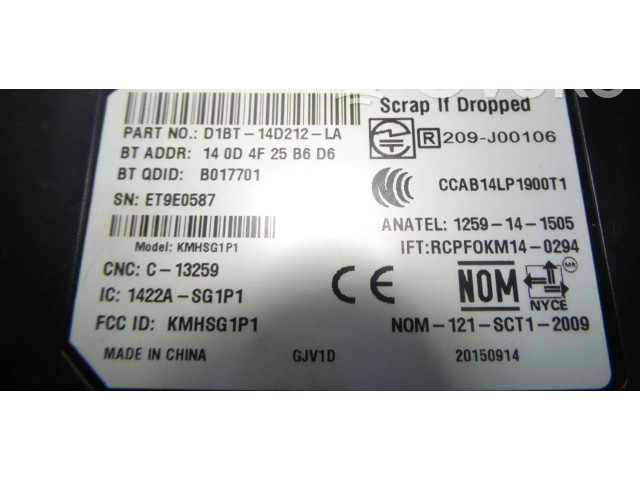 Scrap If Dropped
PART NO.: D1BT-14D212-LA
R 209-J00106
BT ADDR: 14 0D 4F 25 B6 D6
BT QDID: B017701
CCAB14LP1900T1
SN: ET9E0587
ANATEL: 1259-14-1505
Model: KMHSG1P1
IFT:RCPFOKM14-0294
CNC: C-13259
CE
NOM
MR
NYCE
IC: 1422A-SG1P1
FCC ID: KMHSG1P1
NOM-121-SCT1-2009
MADE IN CHINA
GJV1D
20150914